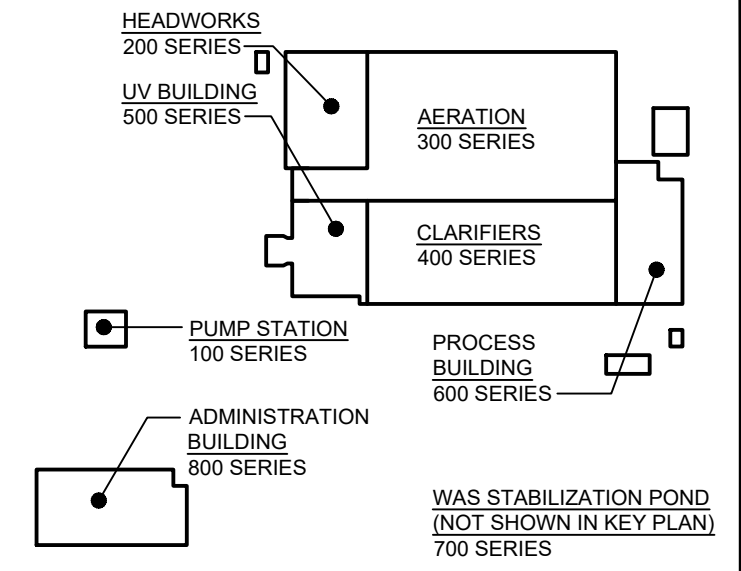 HEADWORKS
200 SERIES
UV BUILDING
500 SERIES
AERATION
300 SERIES
CLARIFIERS
400 SERIES
PUMP STATION
100 SERIES
PROCESS
BUILDING
600 SERIES
ADMINISTRATION
BUILDING
800 SERIES
WAS STABILIZATION POND
(NOT SHOWN IN KEY PLAN)
700 SERIES